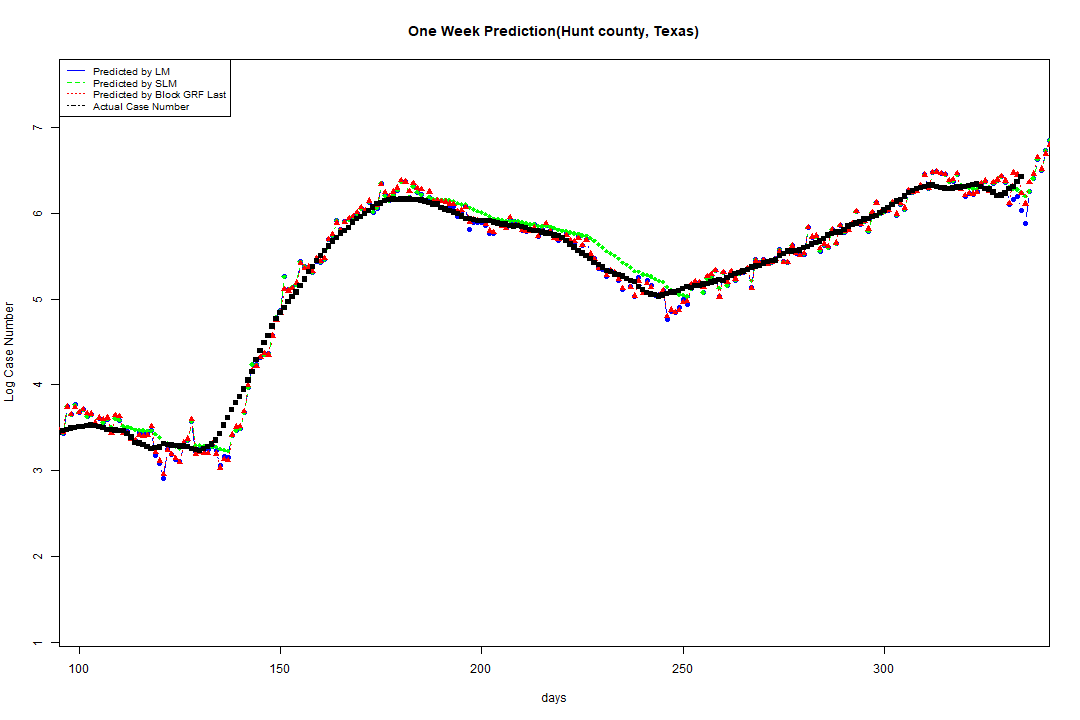 One Week Prediction(Hunt county, Texas)
Predicted by LM
Predicted by SLM
Predicted by Block GRF Last
Actual Case Number
7
6
5
4
3
2
1
Log Case Number
100 150 200 250 300
days